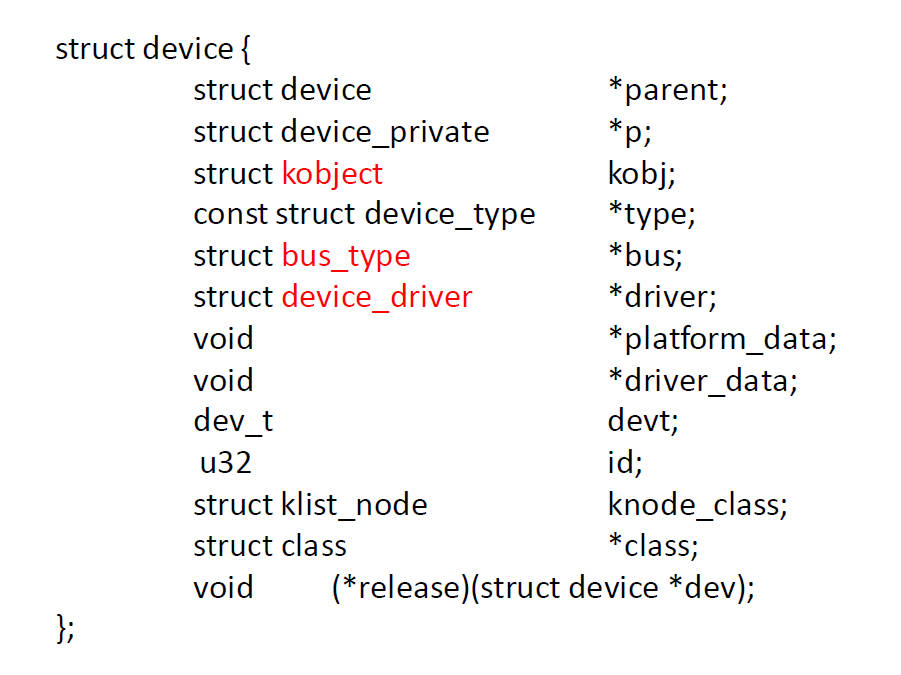 struct device {
struct device *parent;
struct device_private *p;
struct kobject kobj;
const struct device_type *type;
struct bus_type *bus;
struct device_driver *driver;
void *platform_data;
void *driver_data;
dev_t devt;
u32 id;
struct klist_node knode_class;
struct class *class;
void (*release)(struct device *dev);
};